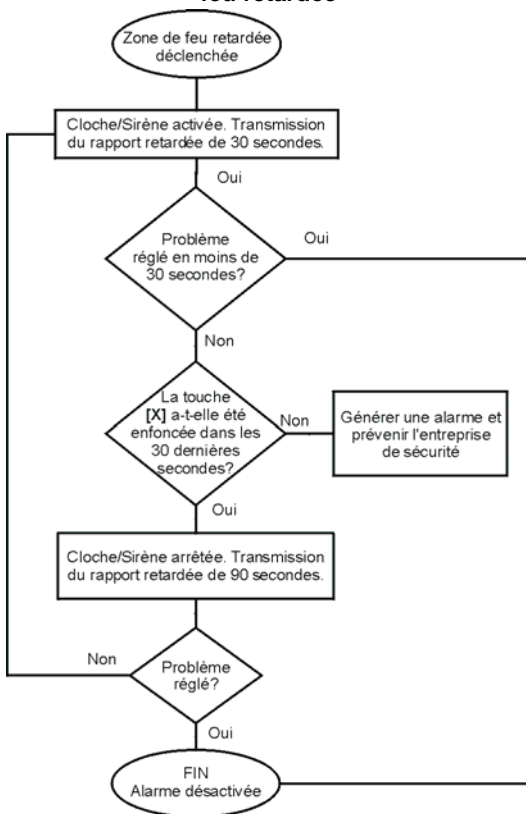 feu retardée
Zone de feu retardée
déclenchée
Cloche/Sirène activée. Transmission
du rapport retardée de 30 secondes.
Oui
Problème
réglé en moins de
30 secondes?
Oui
Non
La touche
[X] a-t-elle été
enfoncée dans les
30 dernières
secondes?
Non
Générer une alarme et
prévenir l'entreprise
de sécurité
Oui
Cloche/Sirène arrêtée. Transmission
du rapport retardée de 90 secondes.
Non
Problème
réglé?
Oui
FIN
Alarme désactivée